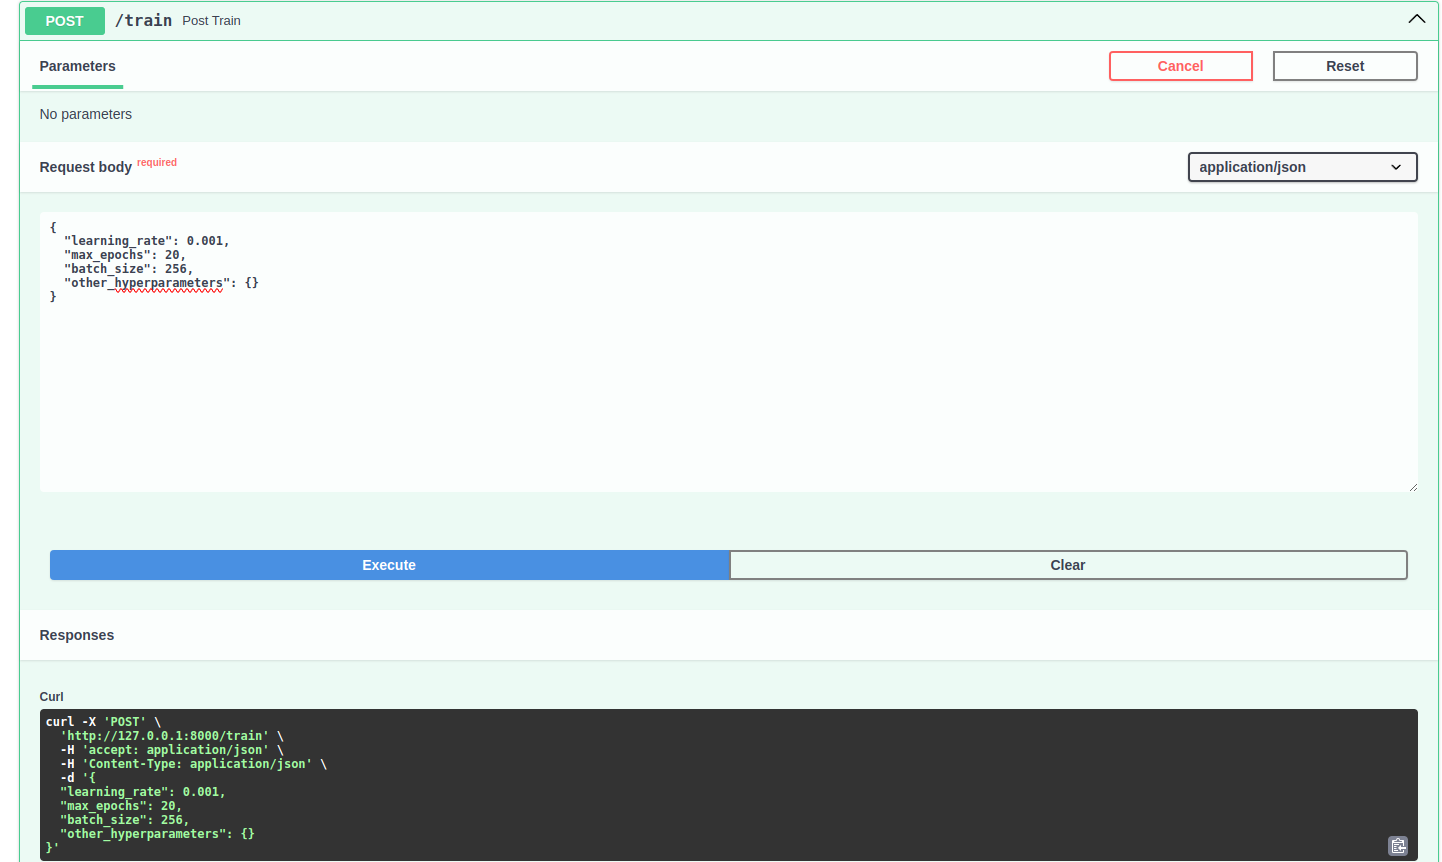 POST /train Post Train
Parameters Cancel Reset
No parameters
Request body required application/json
{
  "learning_rate": 0.001,
  "max_epochs": 20,
  "batch_size": 256,
  "other_hyperparameters": {}
}
Execute Clear
Responses
Curl
curl -X 'POST' \
  'http://127.0.0.1:8000/train' \
  -H 'accept: application/json' \
  -H 'Content-Type: application/json' \
  -d '{
  "learning_rate": 0.001,
  "max_epochs": 20,
  "batch_size": 256,
  "other_hyperparameters": {}
}'